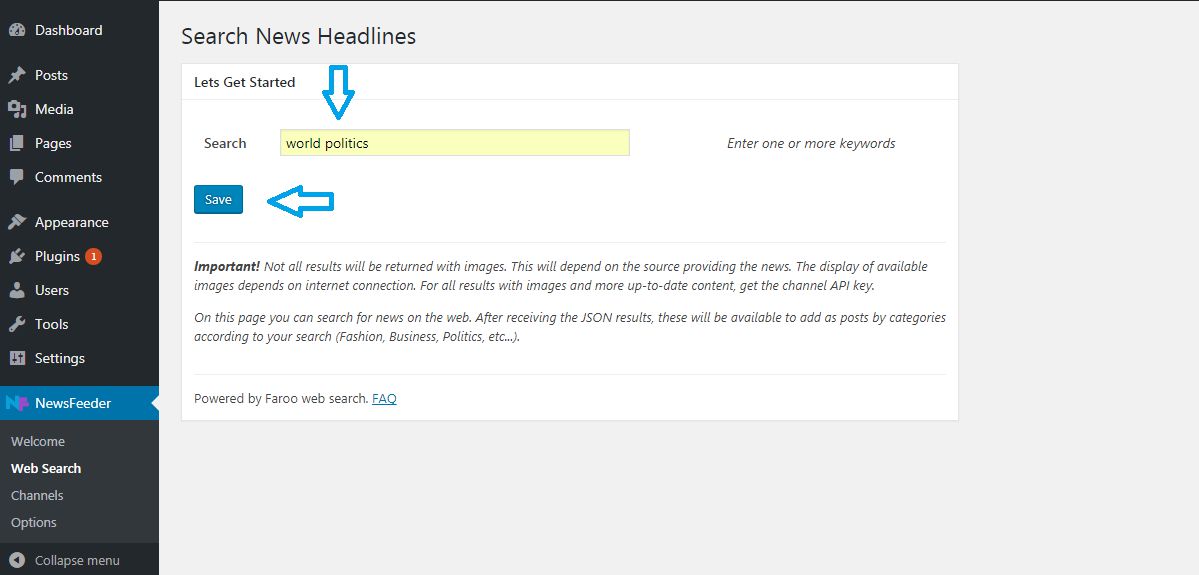 Dashboard
Posts
Media
Pages
Comments
Appearance
Plugins 1
Users
Tools
Settings
NewsFeeder
Welcome
Web Search
Channels
Options
Collapse menu
Search News Headlines
Lets Get Started
Search world politics Enter one or more keywords
Save
Important! Not all results will be returned with images. This will depend on the source providing the news. The display of available
images depends on internet connection. For all results with images and more up-to-date content, get the channel API key.
On this page you can search for news on the web. After receiving the JSON results, these will be available to add as posts by categories
according to your search (Fashion, Business, Politics, etc...).
Powered by Faroo web search. FAQ